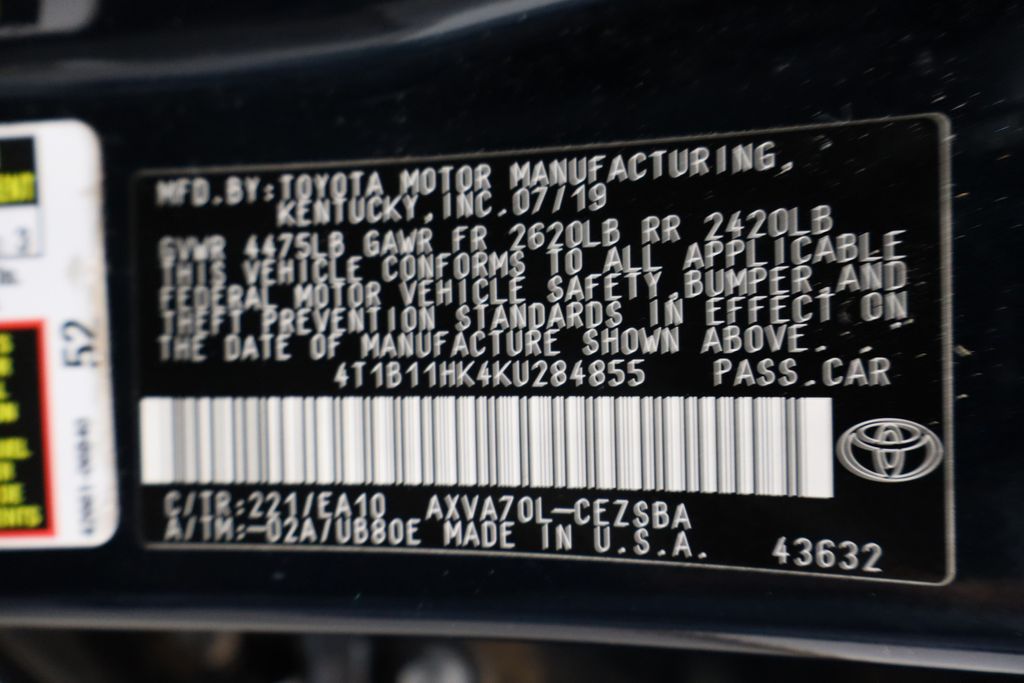 MFD.BY:TOYOTA MOTOR MANUFACTURING,
KENTUCKY,INC.07/19
GVWR 4475LB GAWR FR 2620LB RR 2420LB
THIS VEHICLE CONFORMS TO ALL APPLICABLE
FEDERAL MOTOR VEHICLE SAFETY,BUMPER,AND
THEFT PREVENTION STANDARDS IN EFFECT ON
THE DATE OF MANUFACTURE SHOWN ABOVE.
4T1B11HK4KU284855 PASS.CAR
C/TR:221/EA10 AXVA70L-CEZSBA
A/TM:-02A/UB80E MADE IN U.S.A.
43632
52